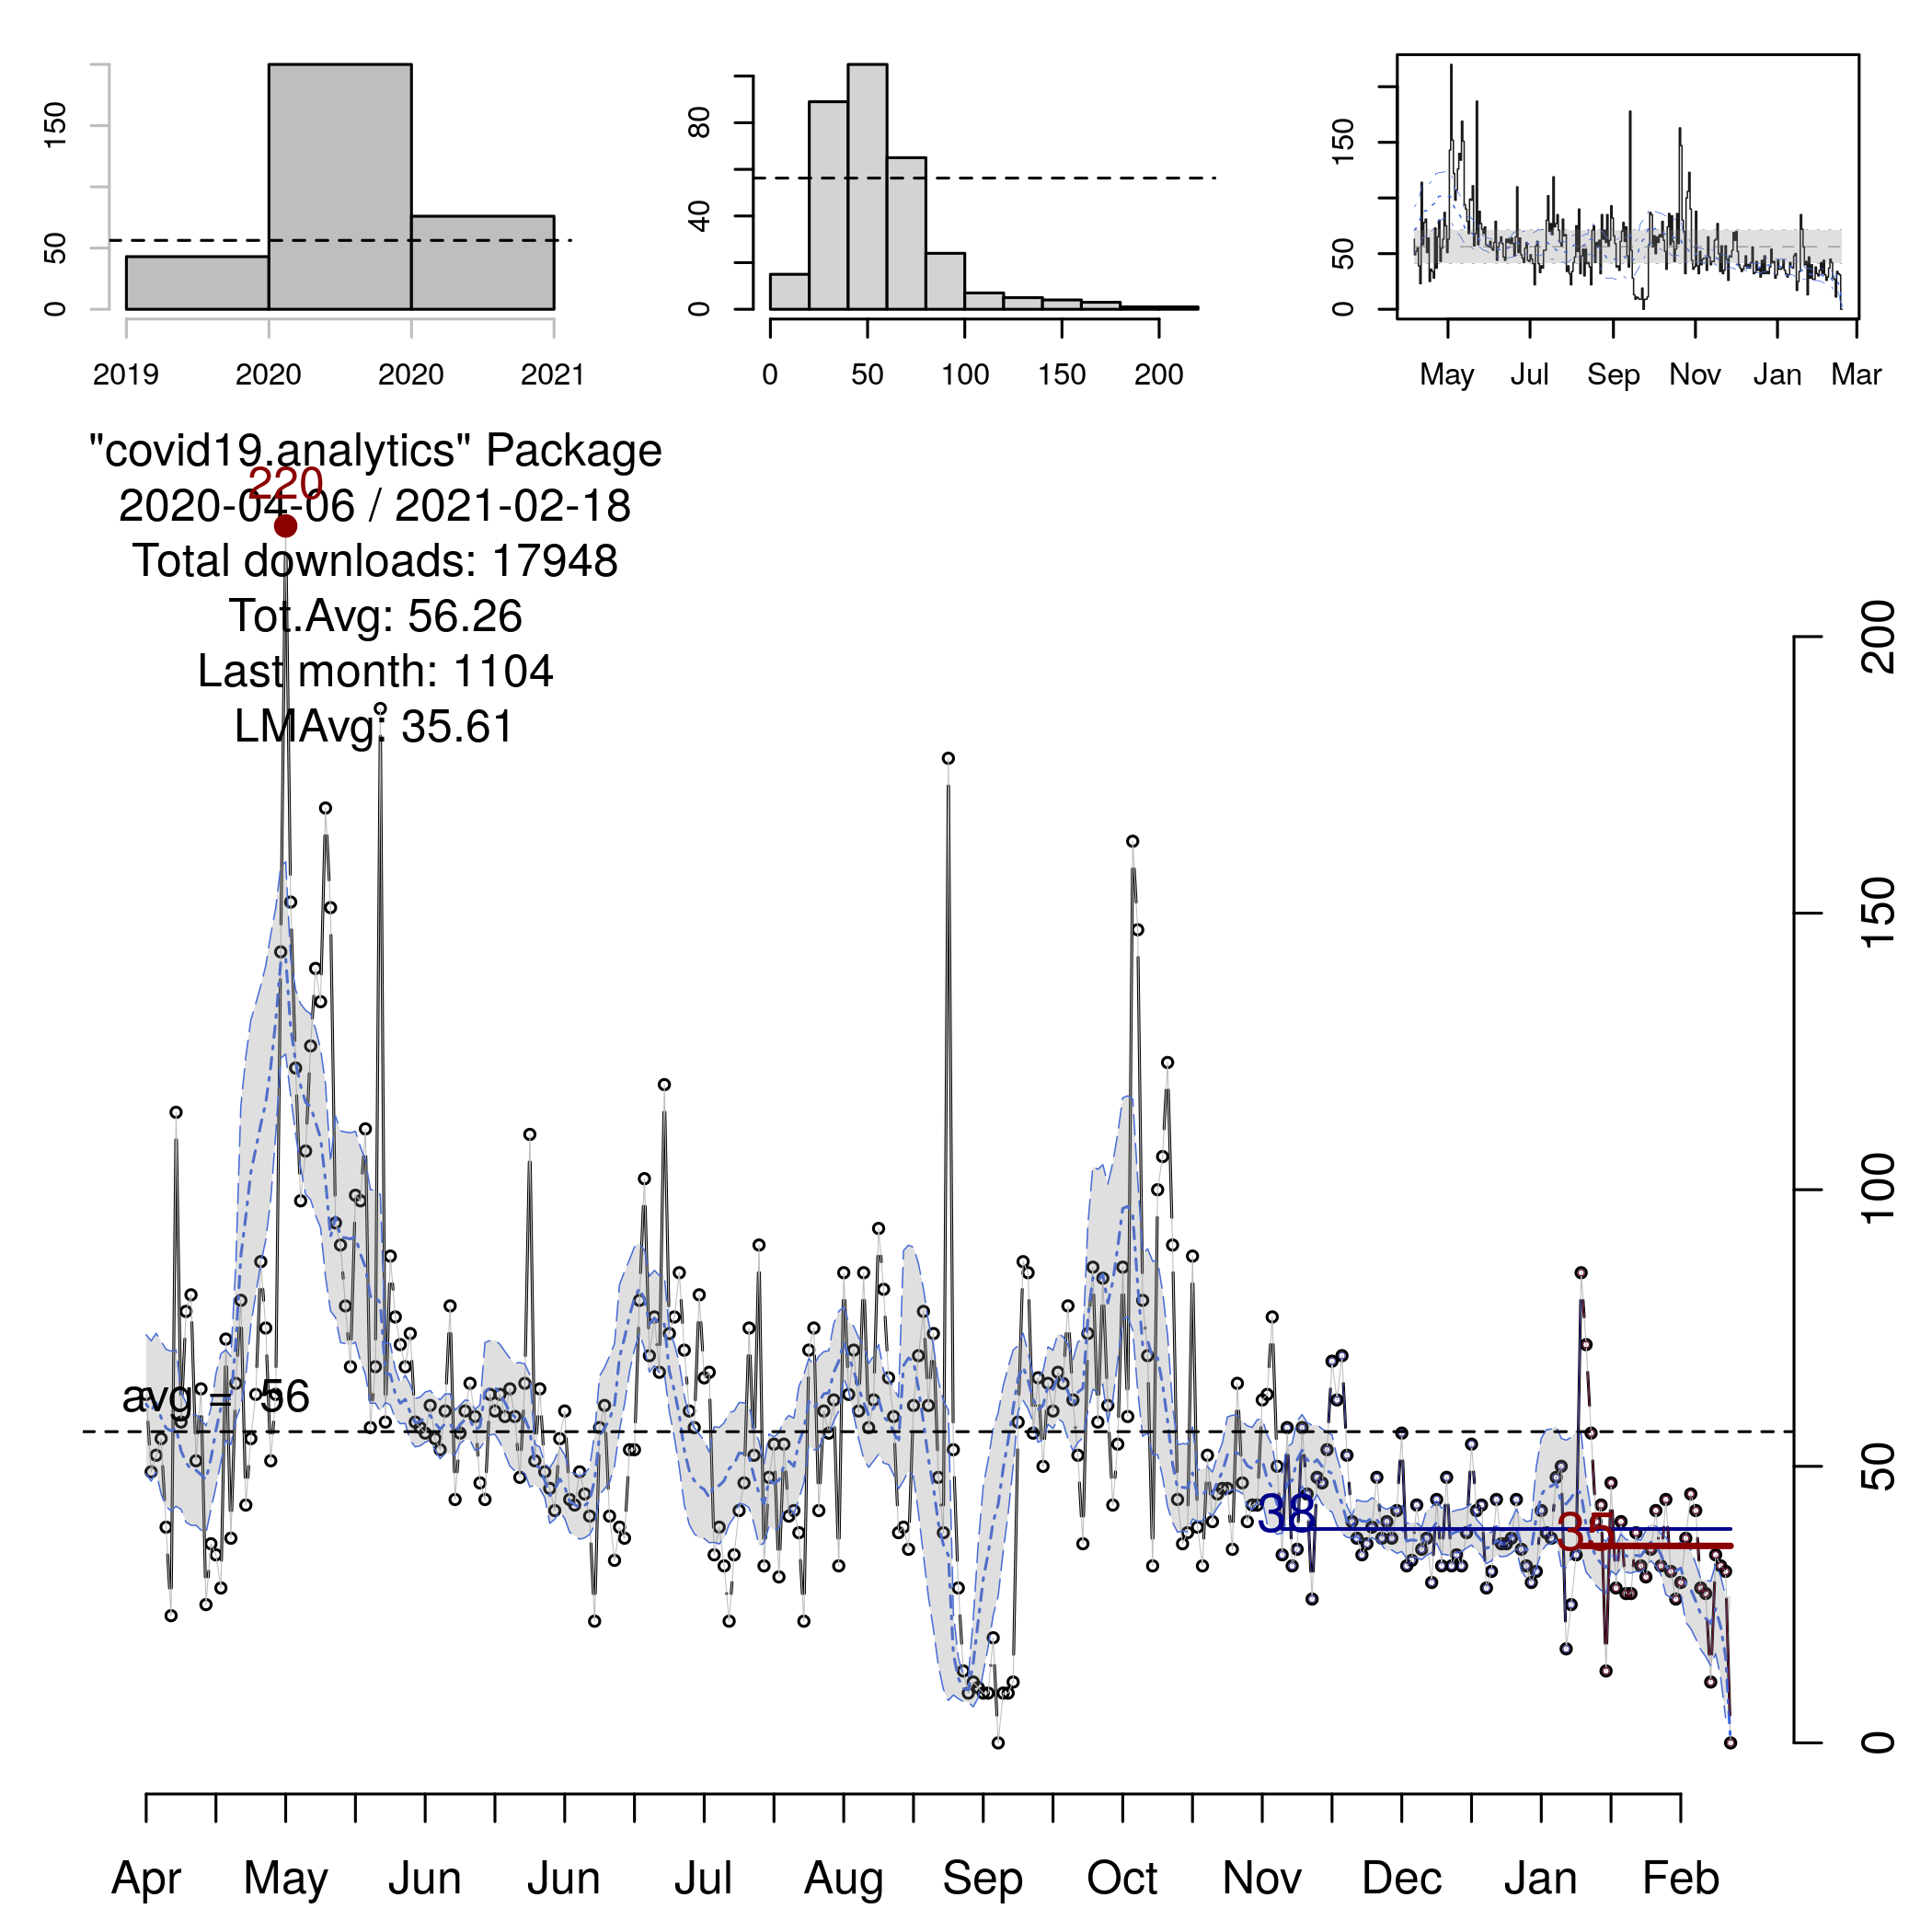 150
50
0
2019 2020 2020 2021
80
40
0
0 50 100 150 200
150
50
0
May Jul Sep Nov Jan Mar
"covid19.analytics" Package
220
2020-04-06 / 2021-02-18
Total downloads: 17948
Tot.Avg: 56.26
Last month: 1104
LMAvg: 35.61
avg = 56
38
35
200
150
100
50
0
Apr May Jun Jun Jul Aug Sep Oct Nov Dec Jan Feb